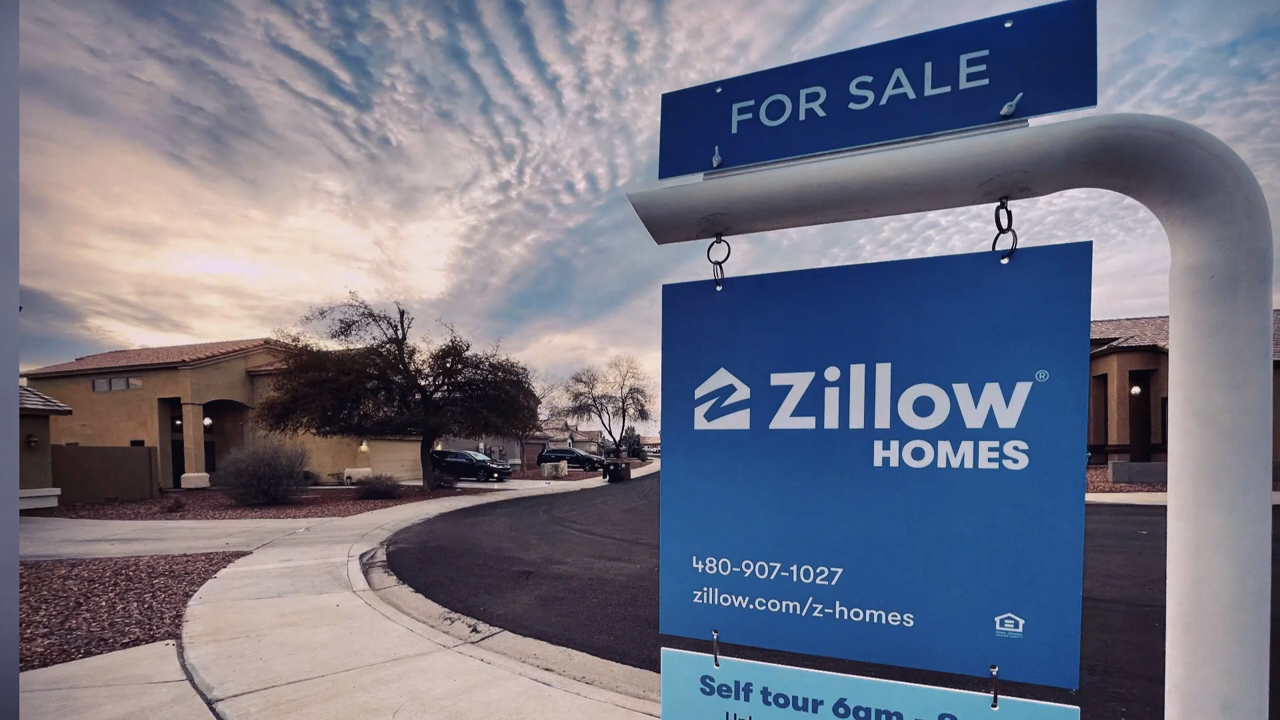 FOR SALE
Zillow®
HOMES
480-907-1027
zillow.com/z-homes
Self tour 6am -